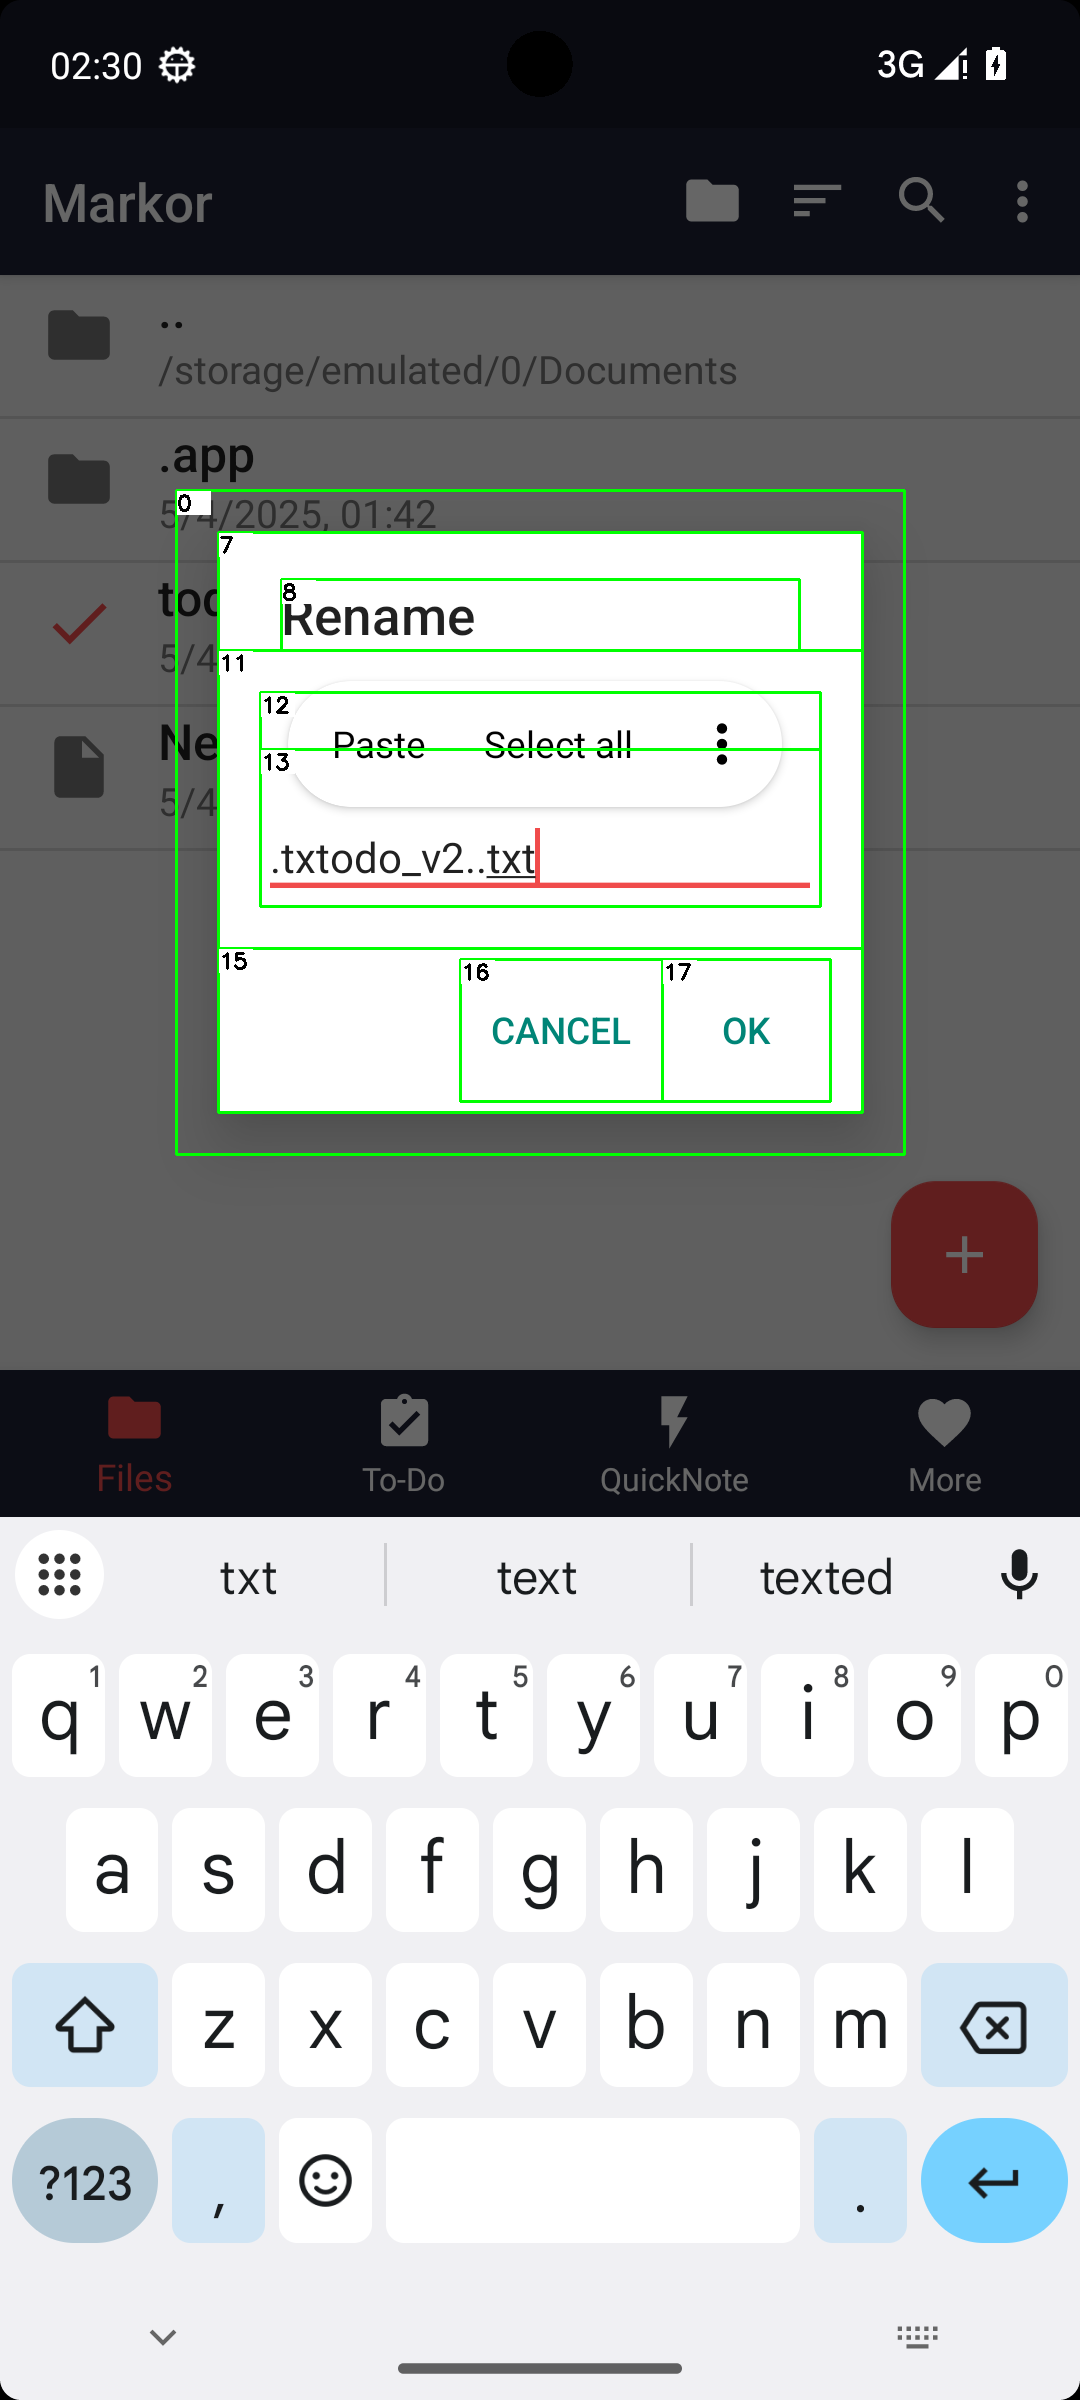 02:30
3G
Markor
..
/storage/emulated/0/Documents
.app
5/4/2025, 01:42
0
7
8
Rename
5/4
11
12
Paste
Select all
Ne
13
5/4
.txtodo_v2..txt
15
16
17
CANCEL
OK
Files
To-Do
QuickNote
More
txt
text
texted
q1 w2 e3 r4 t5 y6 u7 i8 o9 p0
a s d f g h j k l
z x c v b n m
?123 , .